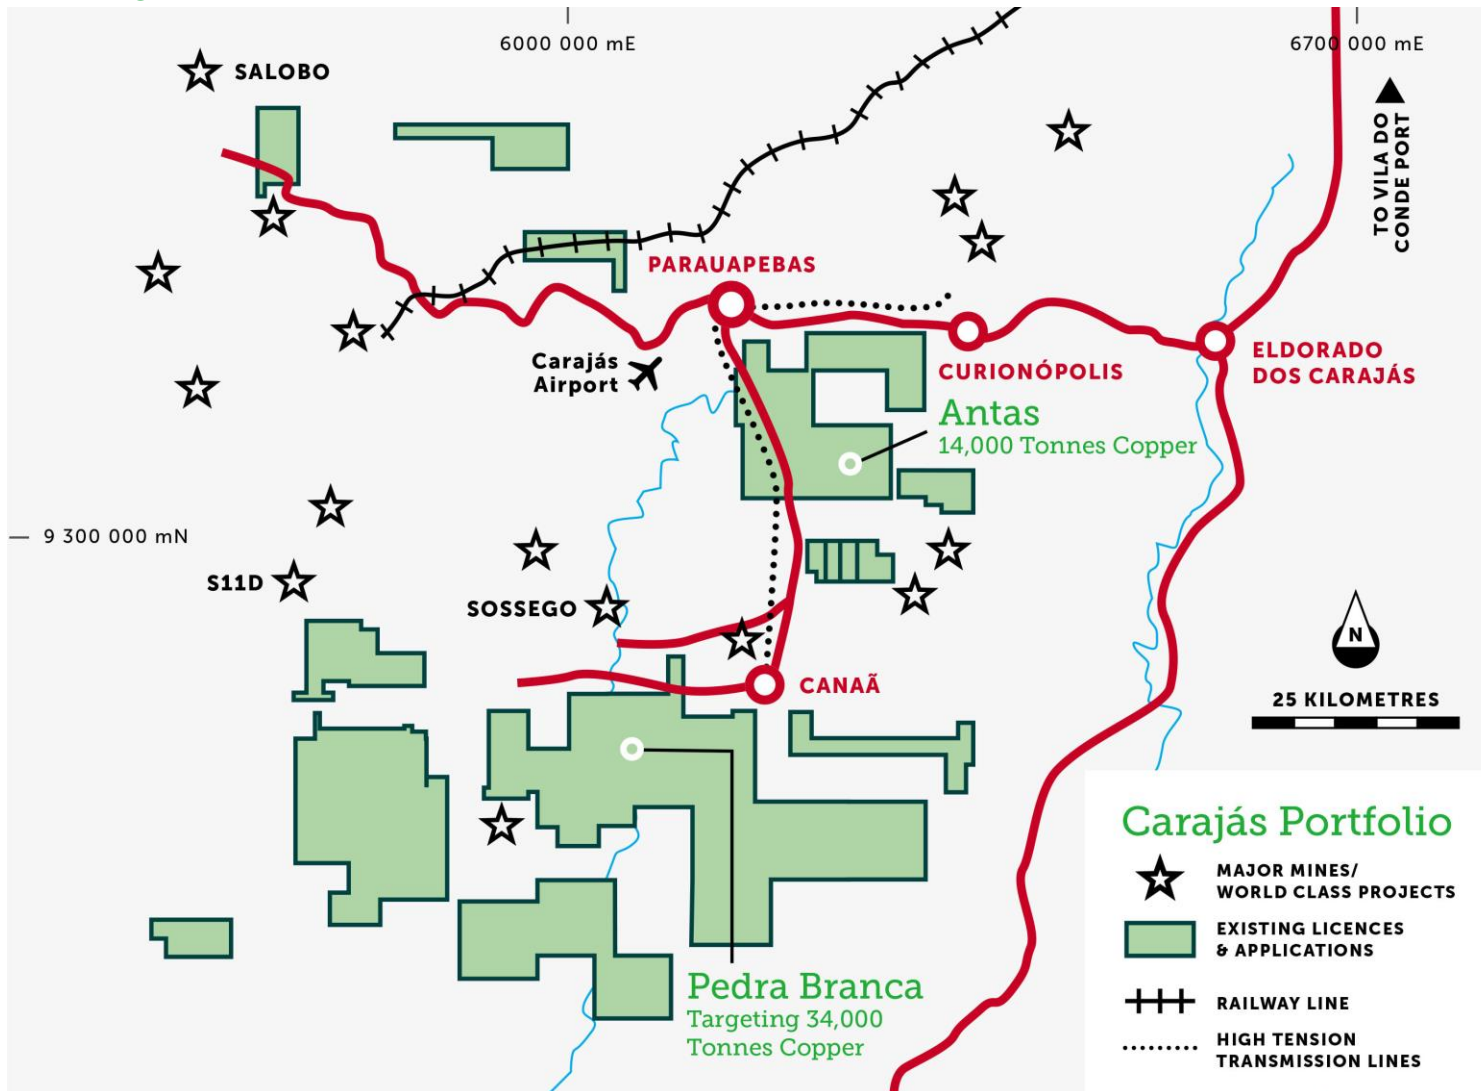 6000 000 mE
6700 000 mE
SALOBO
TO VILA DO
CONDE PORT
PARAUAPEBAS
Carajás
Airport
CURIONÓPOLIS
ELDORADO
DOS CARAJÁS
Antas
14,000 Tonnes Copper
9 300 000 mN
S11D
SOSSEGO
N
CANAÃ
25 KILOMETRES
Pedra Branca
Targeting 34,000
Tonnes Copper
Carajás Portfolio
MAJOR MINES/
WORLD CLASS PROJECTS
EXISTING LICENCES
& APPLICATIONS
RAILWAY LINE
HIGH TENSION
TRANSMISSION LINES